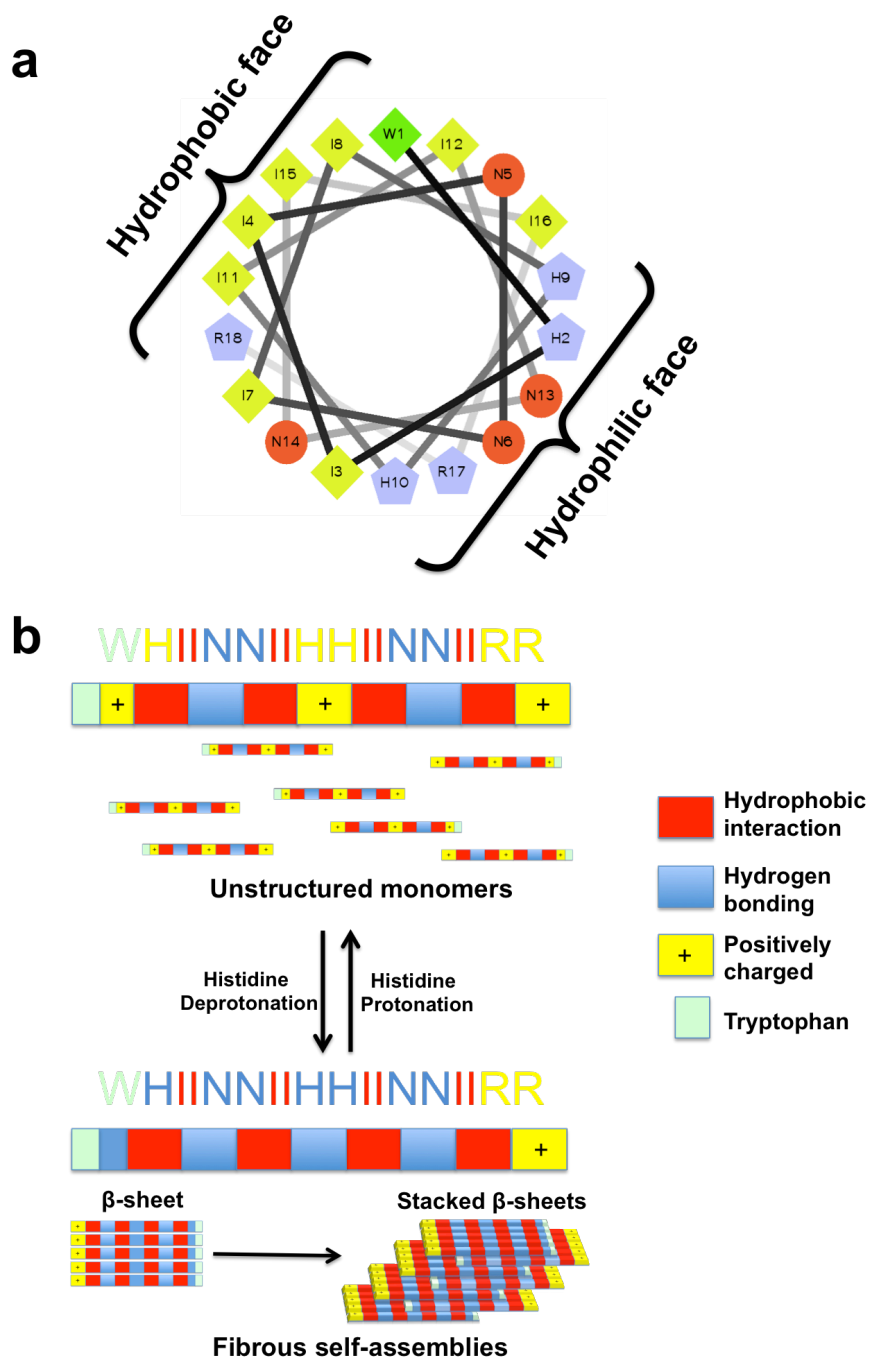 a
Hydrophobic face
W1
I8
I12
I15
N5
I4
I16
I11
H9
R18
H2
I7
N13
N14
N6
I3
H10
R17
Hydrophilic face
b
WHIINNIIHHIINNIIRR
+ + +
Unstructured monomers
Histidine
Deprotonation
Histidine
Protonation
Hydrophobic
interaction
Hydrogen
bonding
+
Positively
charged
Tryptophan
WHIINNIIHHIINNIIRR
+
β-sheet
Stacked β-sheets
Fibrous self-assemblies